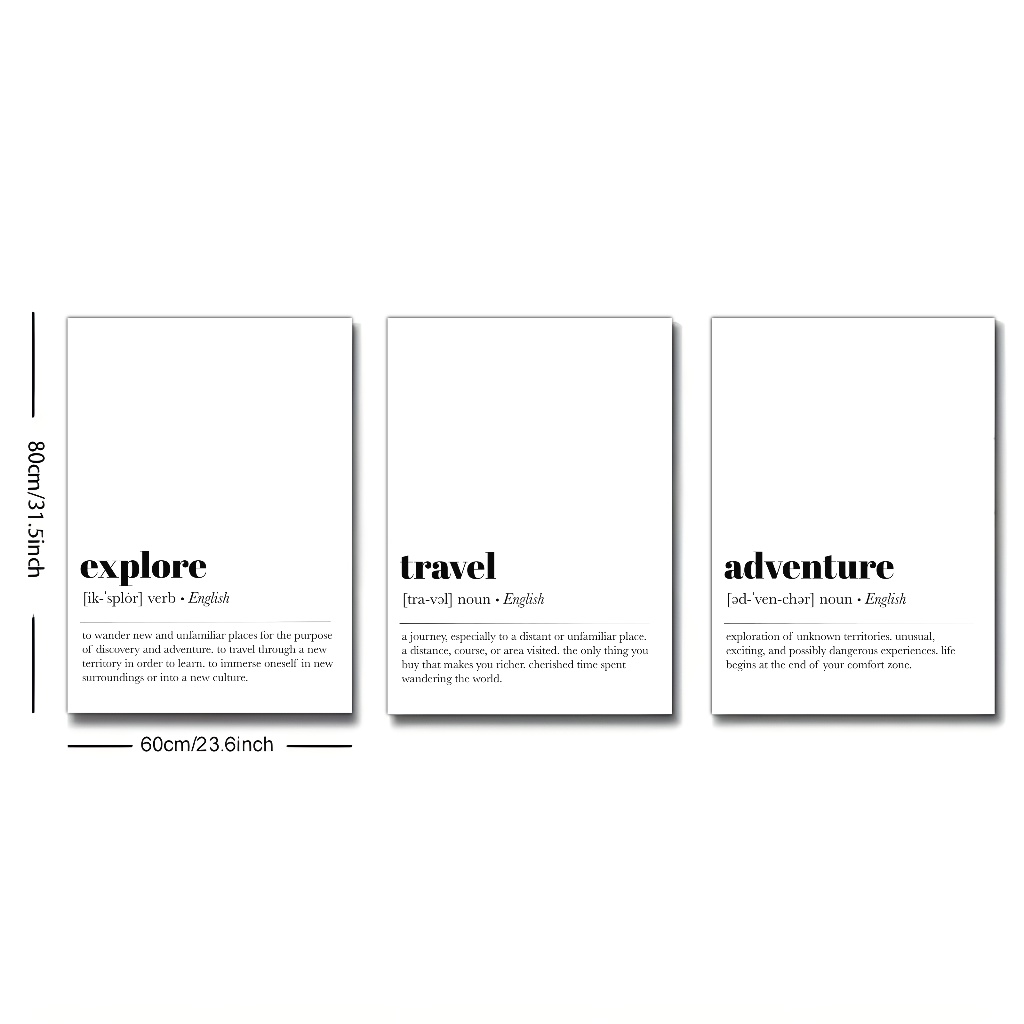 80cm/31.5inch
explore
[ik-ˈsplȯr] verb • English
to wander new and unfamiliar places for the purpose
of discovery and adventure. to travel through a new
territory in order to learn. to immerse oneself in new
surroundings or into a new culture.
60cm/23.6inch
travel
[tra-vəl] noun • English
a journey, especially to a distant or unfamiliar place.
a distance, course, or area visited. the only thing you
buy that makes you richer. cherished time spent
wandering the world.
adventure
[əd-ˈven-chər] noun • English
exploration of unknown territories. unusual,
exciting, and possibly dangerous experiences. life
begins at the end of your comfort zone.